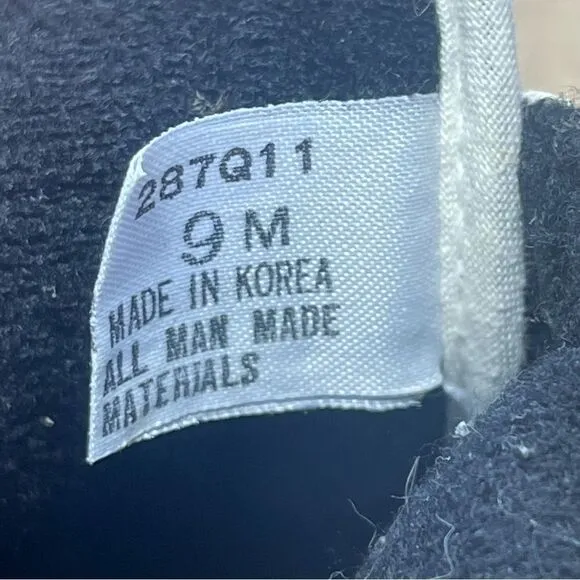 287Q11
9 M
MADE IN KOREA
ALL MAN MADE
MATERIALS